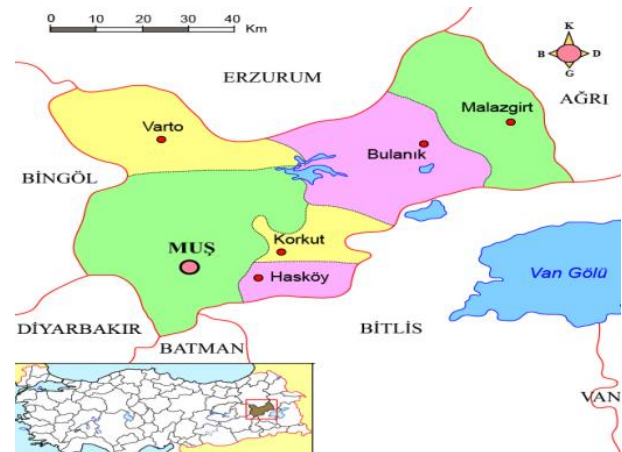 0 10 20 30 40
Km
K
B D
G
ERZURUM
AĞRI
Malazgirt
Varto
Bulanık
BİNGÖL
Korkut
MUŞ
Hasköy
Van Gölü
DİYARBAKIR
BİTLİS
BATMAN
VAN